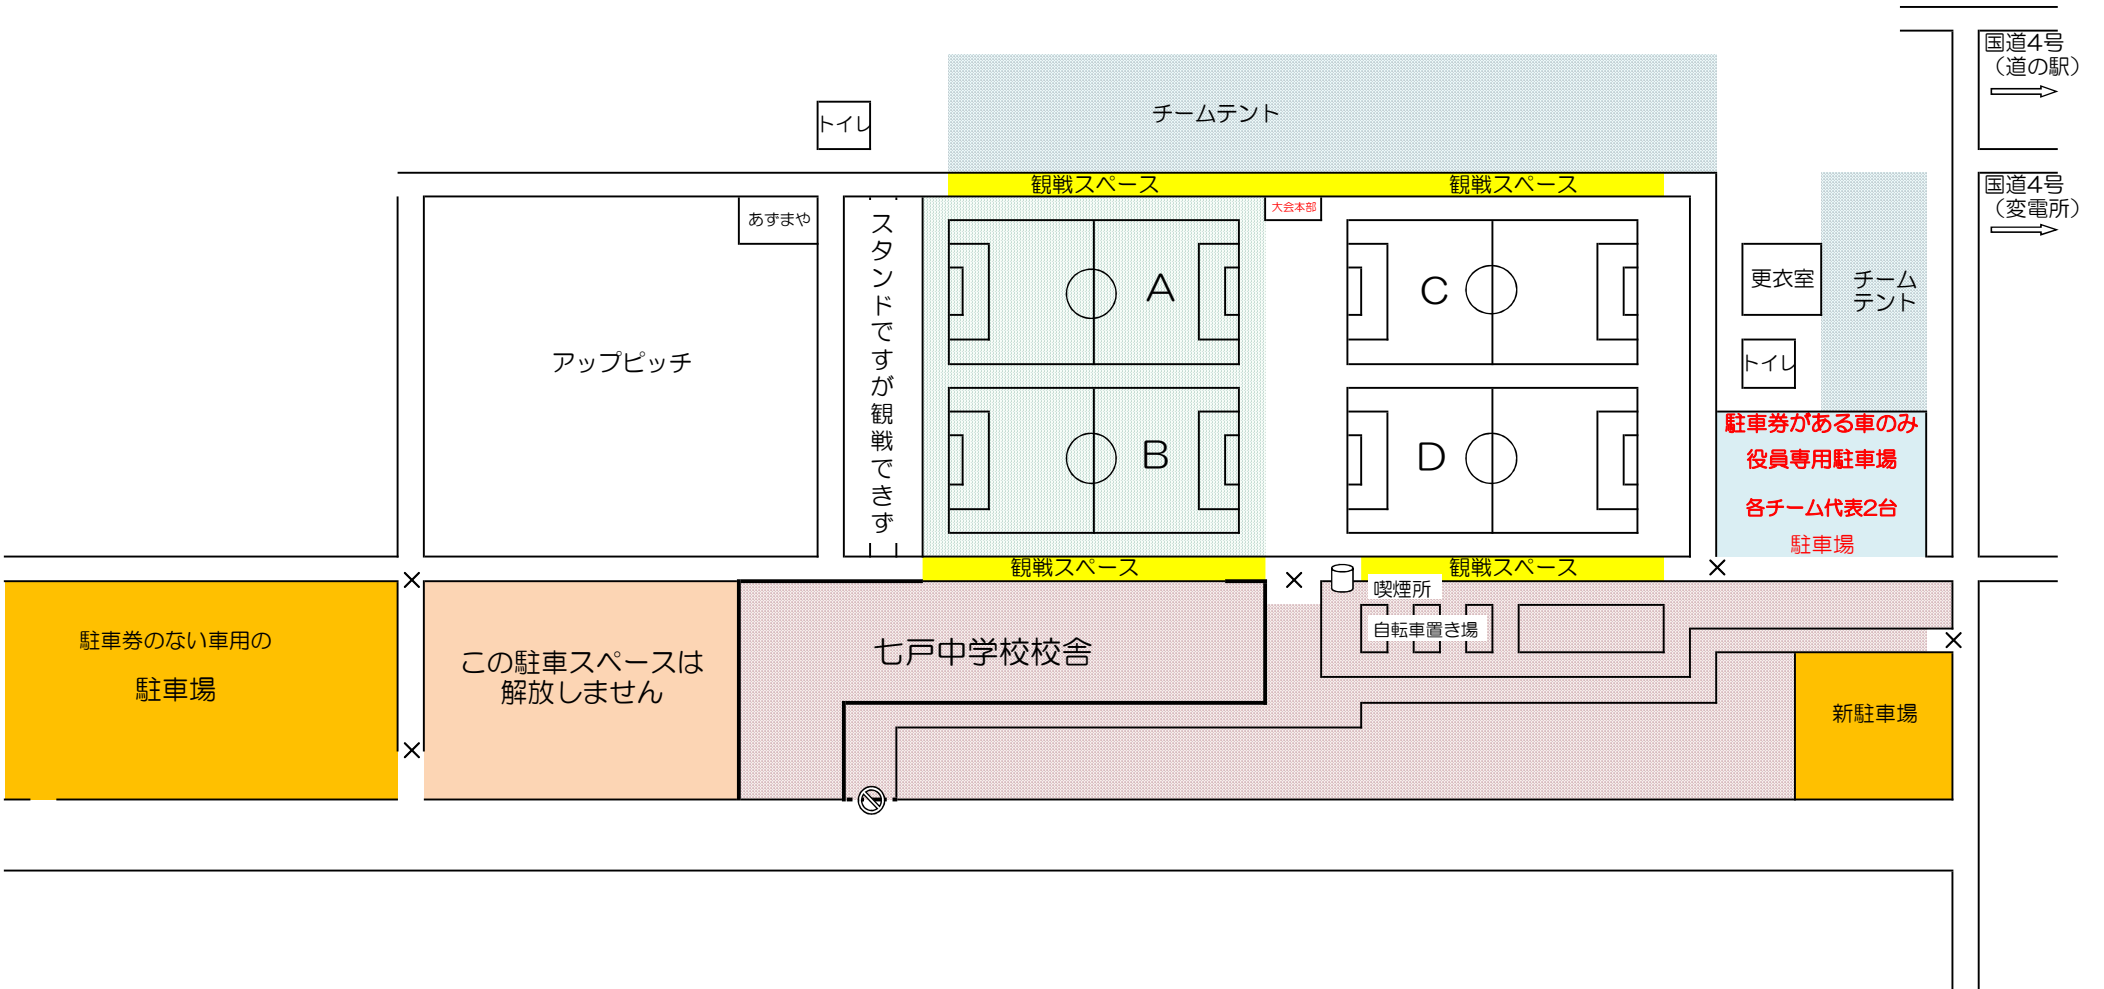 国道4号
（道の駅）
チームテント
トイレ
観戦スペース
観戦スペース
国道4号
（変電所）
あずまや
大会本部
スタンドですが観戦できず
A
C
更衣室
チーム
テント
アップピッチ
トイレ
B
D
駐車券がある車のみ
役員専用駐車場
各チーム代表2台
駐車場
観戦スペース
観戦スペース
喫煙所
自転車置き場
駐車券のない車用の
駐車場
この駐車スペースは
解放しません
七戸中学校校舎
新駐車場